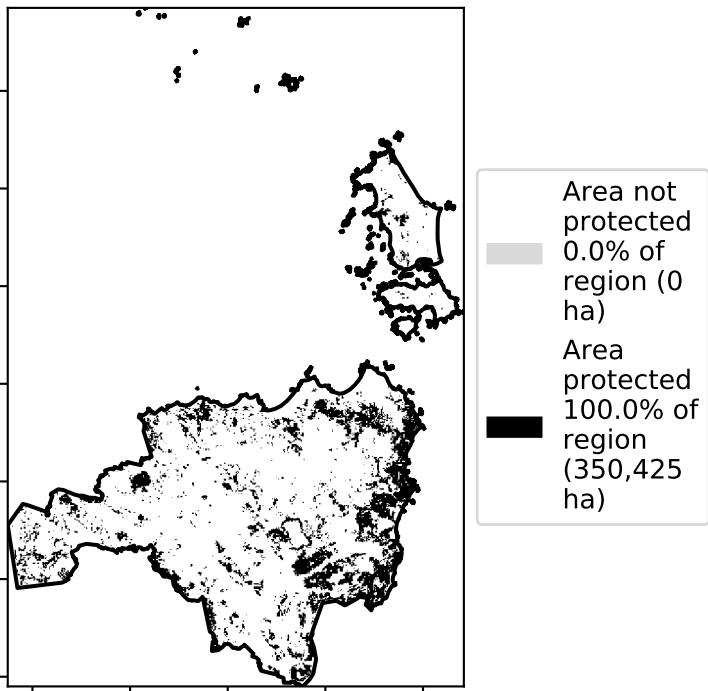 Area not
protected
0.0% of
region (0
ha)
Area
protected
100.0% of
region
(350,425
ha)